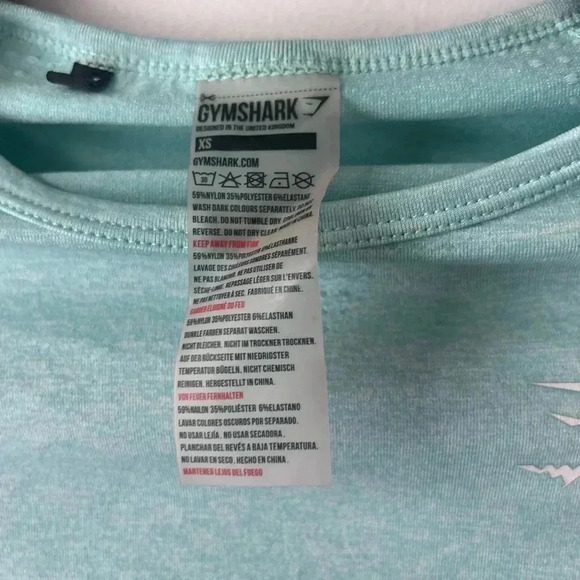 GYMSHARK
DESIGNED IN THE UNITED KINGDOM
XS
GYMSHARK.COM
30
59%NYLON 35%POLYESTER 6%ELASTANE
WASH DARK COLOURS SEPARATELY. DO NOT
BLEACH. DO NOT TUMBLE DRY.
REVERSE. DO NOT DRY CLEAN.
KEEP AWAY FROM FIRE
59%NYLON 35%POLYESTER 6%ELASTHANNE
LAVAGE DES COULEURS SOMBRES SÉPARÉMENT.
NE PAS BLANCHIR. NE PAS UTILISER DE
SÈCHE-LINGE. REPASSAGE LÉGER SUR L'ENVERS.
NE PAS NETTOYER À SEC. FABRIQUÉ EN CHINE.
GARDER ÉLOIGNÉ DU FEU
59%NYLON 35%POLYESTER 6%ELASTHAN
DUNKLE FARBEN SEPARAT WASCHEN.
NICHT BLEICHEN. NICHT IM TROCKNER TROCKNEN.
AUF DER RÜCKSEITE MIT NIEDRIGSTER
TEMPERATUR BÜGELN. NICHT CHEMISCH
REINIGEN. HERGESTELLT IN CHINA.
VON FEUER FERNHALTEN
59%NAILON 35%POLIÉSTER 6%ELASTANO
LAVAR COLORES OSCUROS POR SEPARADO.
NO USAR LEJÍA. NO USAR SECADORA.
PLANCHAR DEL REVÉS A BAJA TEMPERATURA.
NO LAVAR EN SECO. HECHO EN CHINA.
MANTENER LEJOS DEL FUEGO